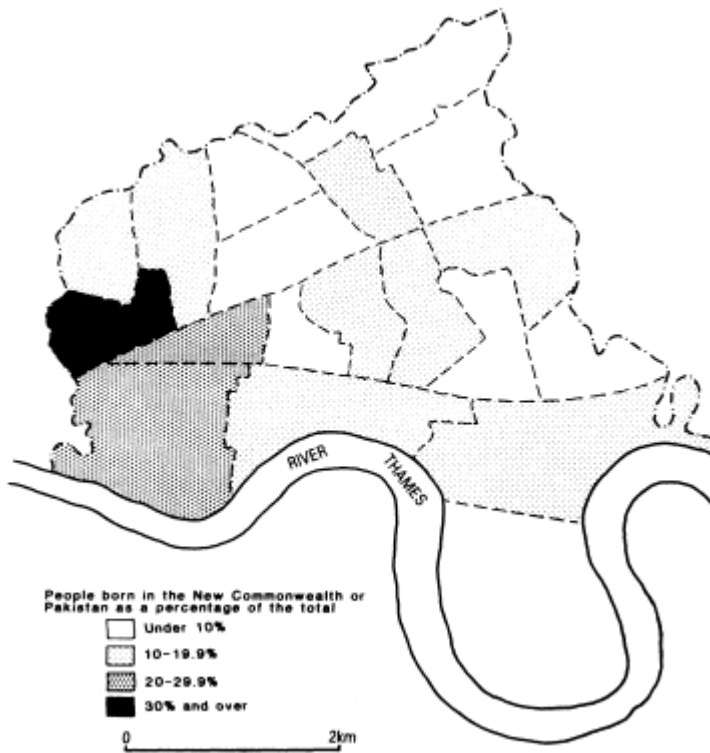 RIVER
THAMES
People born in the New Commonwealth or
Pakistan as a percentage of the total
Under 10%
10-19.9%
20-29.9%
30% and over
0 2km